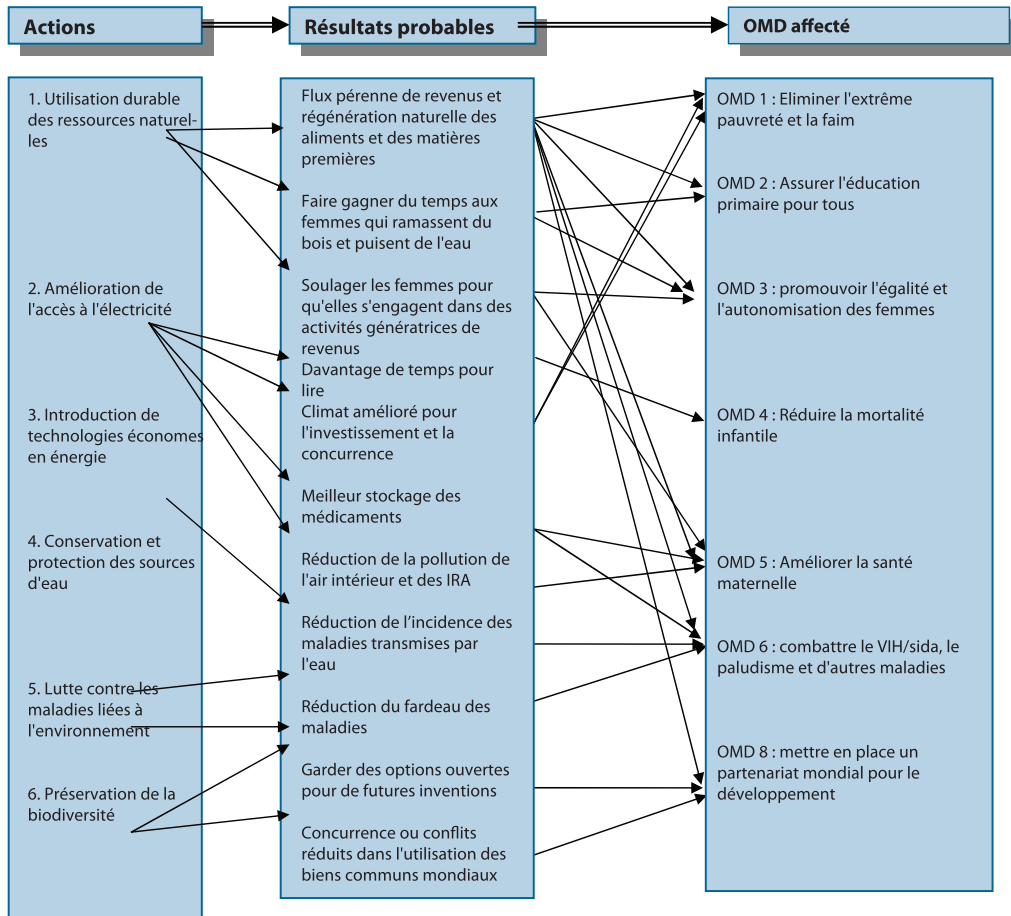 Actions
Résultats probables
OMD affecté
1. Utilisation durable
des ressources naturel-
les
2. Amélioration de
l'accès à l'électricité
3. Introduction de
technologies économes
en énergie
4. Conservation et
protection des sources
d'eau
5. Lutte contre les
maladies liées à
l'environnement
6. Préservation de la
biodiversité
Flux pérenne de revenus et
régénération naturelle des
aliments et des matières
premières
Faire gagner du temps aux
femmes qui ramassent du
bois et puisent de l'eau
Soulager les femmes pour
qu'elles s'engagent dans des
activités génératrices de
revenus
Davantage de temps pour
lire
Climat amélioré pour
l'investissement et la
concurrence
Meilleur stockage des
médicaments
Réduction de la pollution de
l'air intérieur et des IRA
Réduction de l’incidence des
maladies transmises par
l'eau
Réduction du fardeau des
maladies
Garder des options ouvertes
pour de futures inventions
Concurrence ou conflits
réduits dans l'utilisation des
biens communs mondiaux
OMD 1 : Eliminer l'extrême
pauvreté et la faim
OMD 2 : Assurer l'éducation
primaire pour tous
OMD 3 : promouvoir l'égalité et
l'autonomisation des femmes
OMD 4 : Réduire la mortalité
infantile
OMD 5 : Améliorer la santé
maternelle
OMD 6 : combattre le VIH/sida, le
paludisme et d'autres maladies
OMD 8 : mettre en place un
partenariat mondial pour le
développement